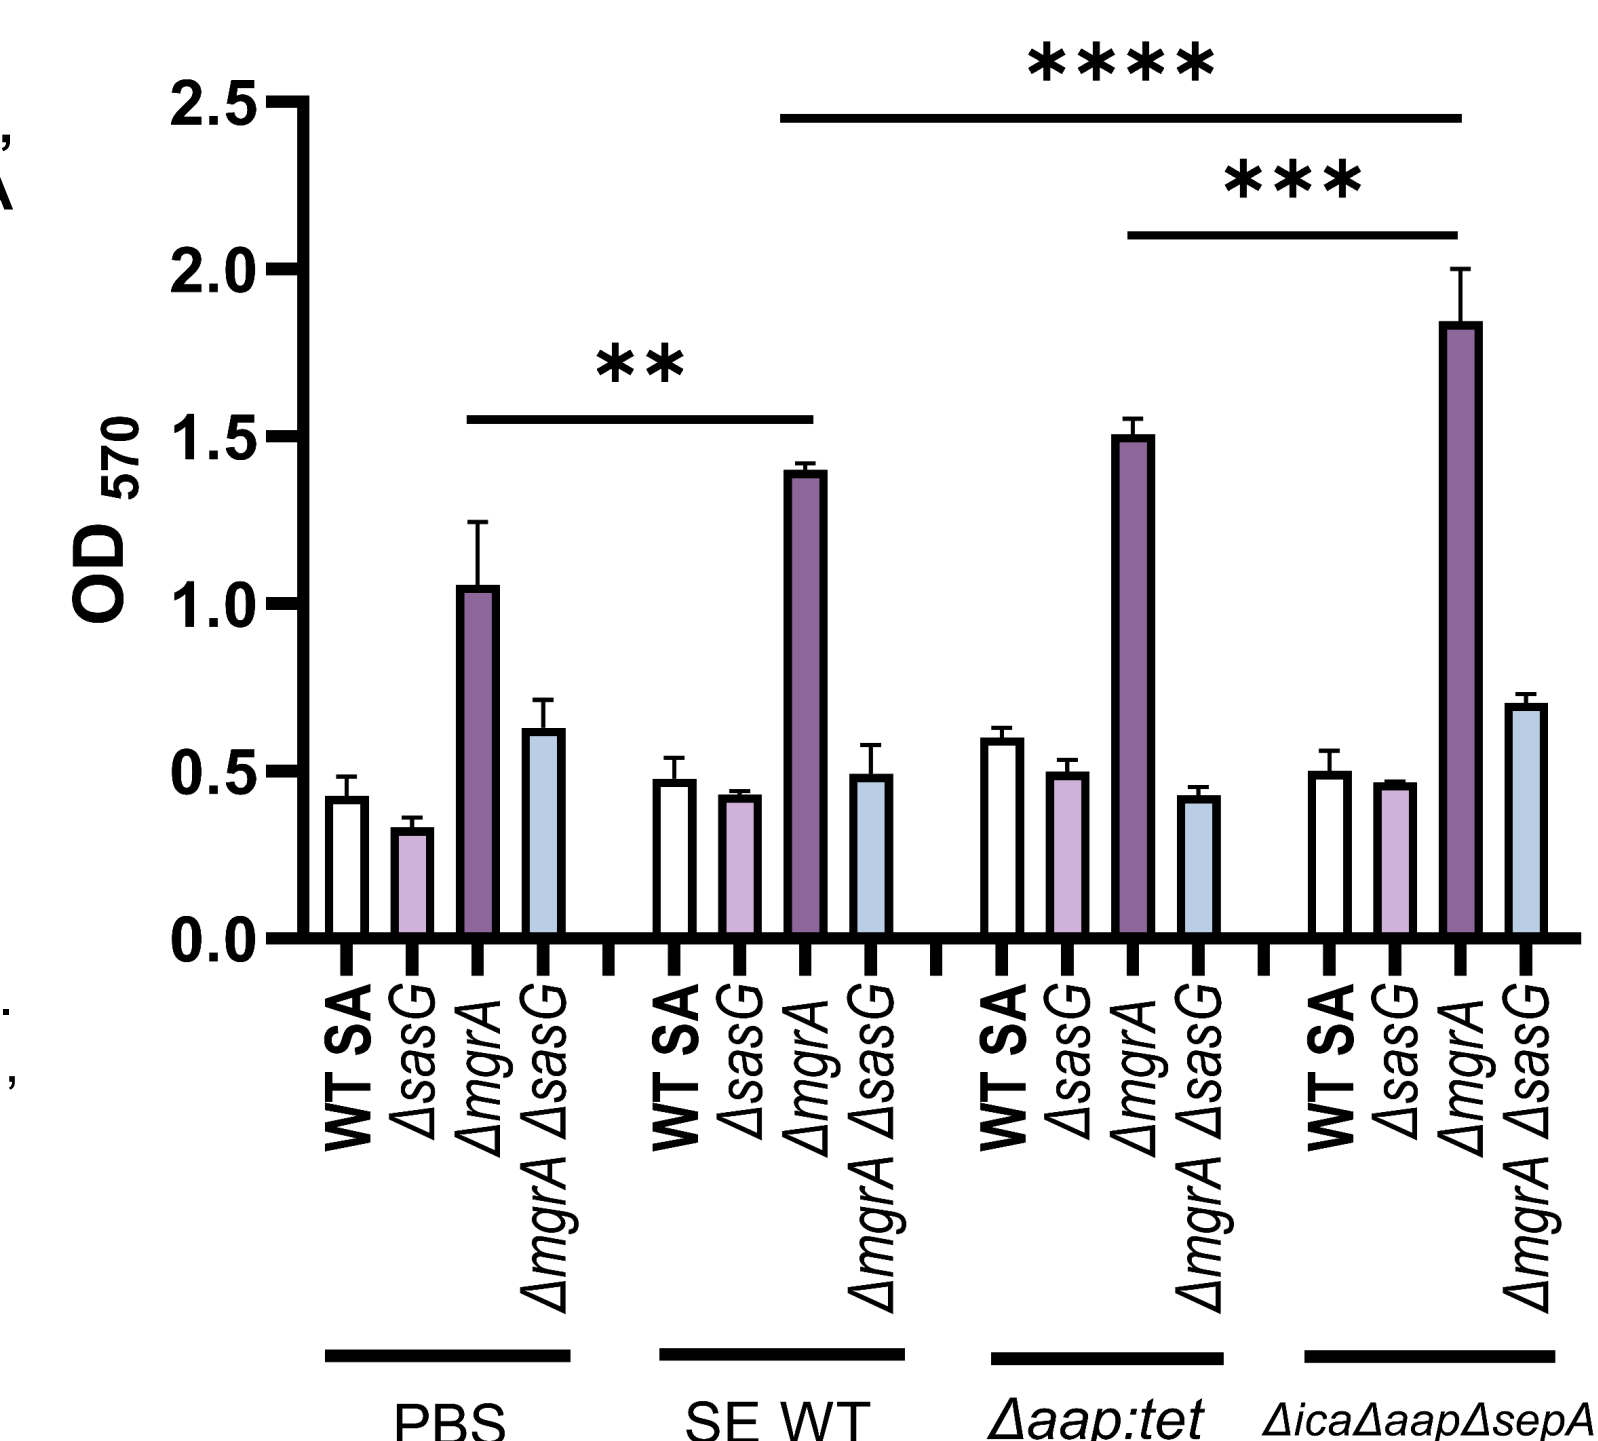 ,
A
.
,
****
***
**
2.5
2.0
1.5
1.0
0.5
0.0
OD 570
WT SA
ΔsasG
ΔmgrA
ΔmgrA ΔsasG
WT SA
ΔsasG
ΔmgrA
ΔmgrA ΔsasG
WT SA
ΔsasG
ΔmgrA
ΔmgrA ΔsasG
WT SA
ΔsasG
ΔmgrA
ΔmgrA ΔsasG
PBS
SE WT
Δaap:tet
ΔicaΔaapΔsepA